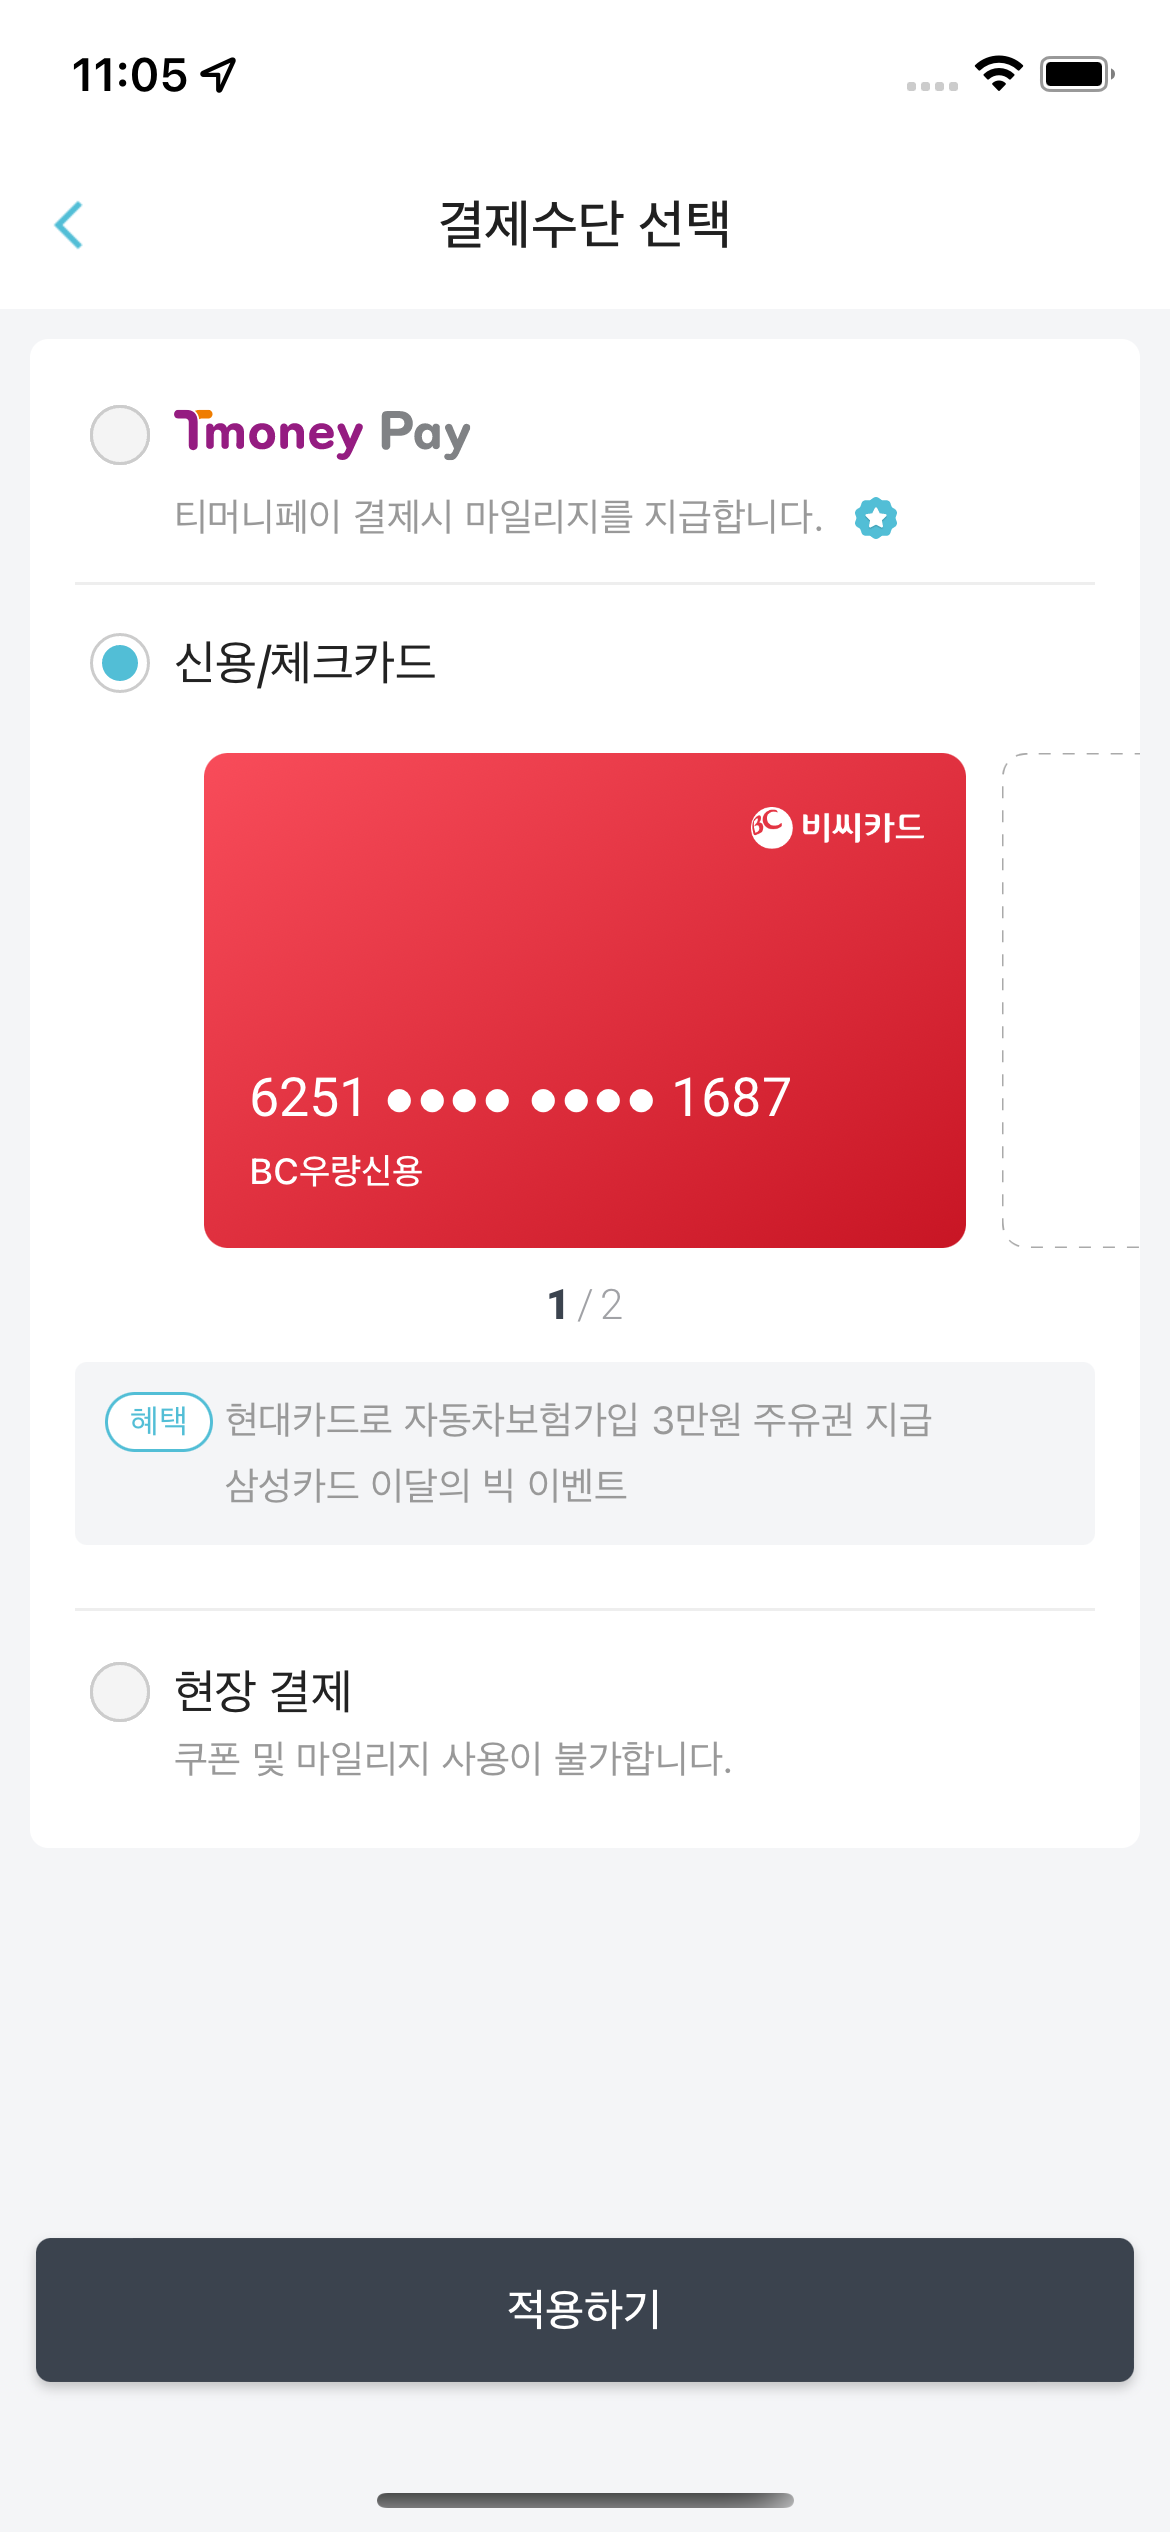 11:05
결제수단 선택
Tmoney Pay
티머니페이 결제시 마일리지를 지급합니다.
신용/체크카드
BC 비씨카드
6251 ●●●● ●●●● 1687
BC우량신용
1 / 2
혜택 현대카드로 자동차보험가입 3만원 주유권 지급
삼성카드 이달의 빅 이벤트
현장 결제
쿠폰 및 마일리지 사용이 불가합니다.
적용하기